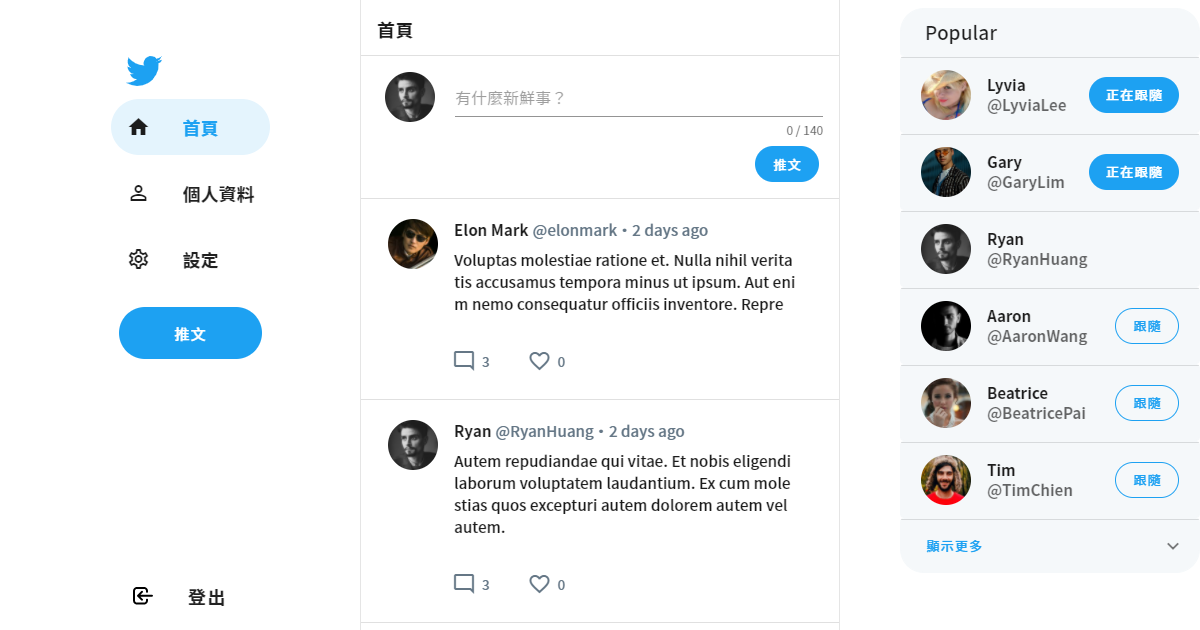 首頁
個人資料
設定
推文
登出
首頁
有什麼新鮮事？
0 / 140
推文
Elon Mark @elonmark • 2 days ago
Voluptas molestiae ratione et. Nulla nihil verita
tis accusamus tempora minus ut ipsum. Aut eni
m nemo consequatur officiis inventore. Repre
3 0
Ryan @RyanHuang • 2 days ago
Autem repudiandae qui vitae. Et nobis eligendi
laborum voluptatem laudantium. Ex cum mole
stias quos excepturi autem dolorem autem vel
autem.
3 0
Popular
Lyvia
@LyviaLee
正在跟隨
Gary
@GaryLim
正在跟隨
Ryan
@RyanHuang
Aaron
@AaronWang
跟隨
Beatrice
@BeatricePai
跟隨
Tim
@TimChien
跟隨
顯示更多